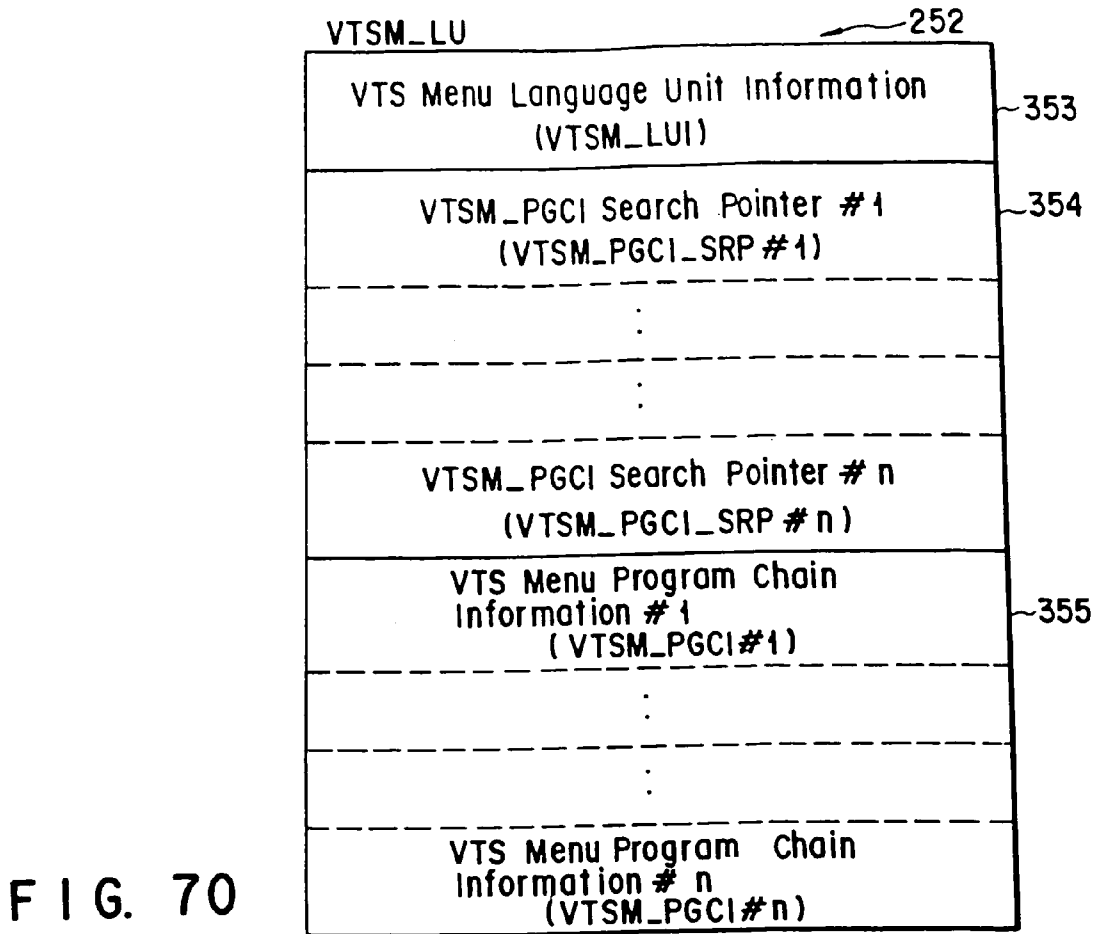 VTSM_LU
252
VTS Menu Language Unit Information
(VTSM_LUI)
353
VTSM_PGCI Search Pointer #1
(VTSM_PGCI_SRP #1)
354
VTSM_PGCI Search Pointer # n
(VTSM_PGCI_SRP # n)
VTS Menu Program Chain
Information # 1
(VTSM_PGCI#1)
355
VTS Menu Program Chain
Information # n
(VTSM_PGCI#n)
FIG. 70